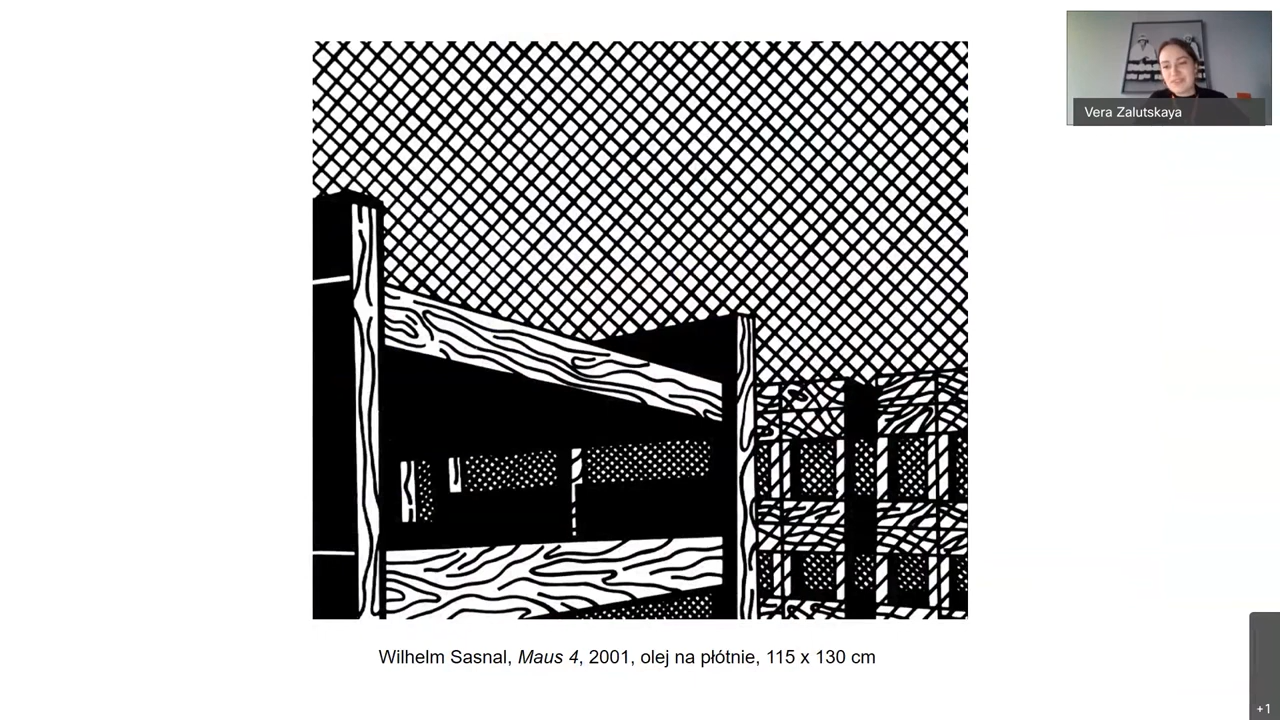 Vera Zalutskaya
Wilhelm Sasnal, Maus 4, 2001, olej na płótnie, 115 x 130 cm
+1